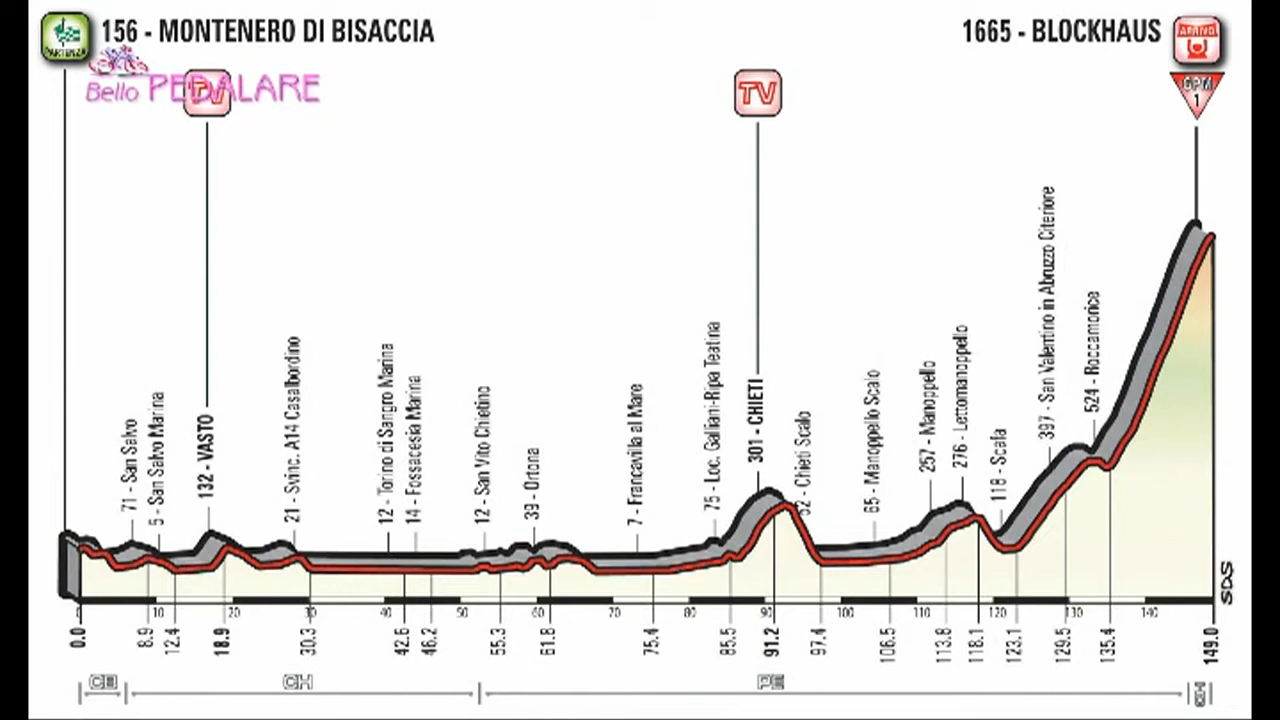 156 - MONTENERO DI BISACCIA
1665 - BLOCKHAUS
PARTENZA
ARRIVO
Bello PEDALARE
TV
TV
GPM
1
71 - San Salvo
5 - San Salvo Marina
132 - VASTO
21 - Svinc. A14 Casalbordino
12 - Torino di Sangro Marina
14 - Fossacesia Marina
12 - San Vito Chietino
39 - Ortona
7 - Francavilla al Mare
75 - Loc. Galliani-Ripa Teatina
301 - CHIETI
52 - Chieti Scalo
65 - Manoppello Scalo
257 - Manoppello
276 - Lettomanoppello
118 - Scafa
397 - San Valentino in Abruzzo Citeriore
524 - Roccamorice
SDS
0 10 20 30 40 50 60 70 80 90 100 110 120 130 140
0.0 8.9 12.4 18.9 30.3 42.6 46.2 55.3 61.8 75.4 85.5 91.2 97.4 106.5 113.8 118.1 123.1 129.5 135.4 149.0
CB CH PE CH